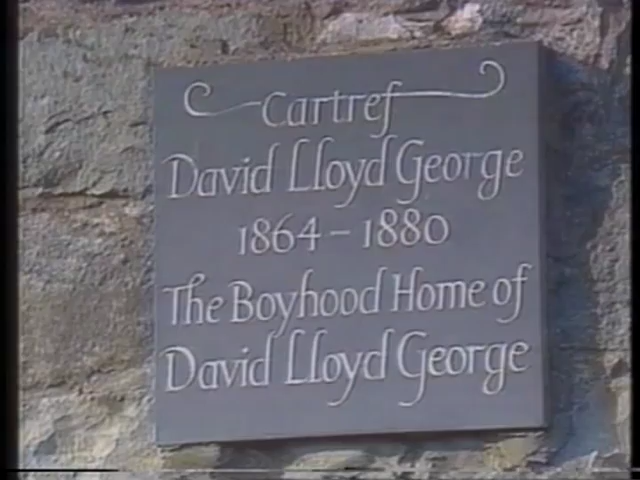 Cartref
David Lloyd George
1864 – 1880
The Boyhood Home of
David Lloyd George